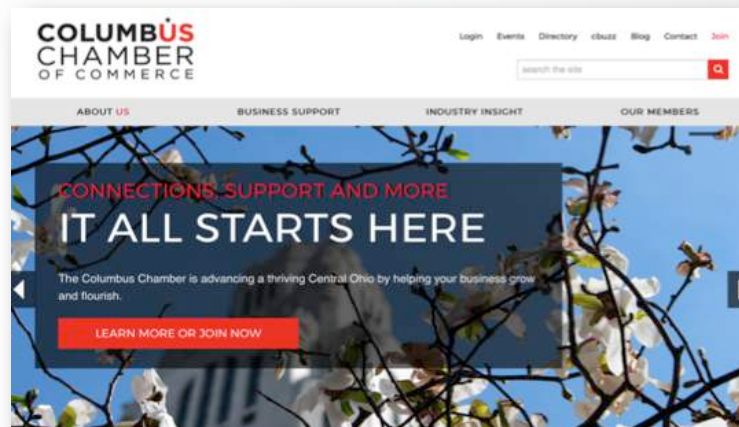 COLUMBUS
CHAMBER
OF COMMERCE
Login Events Directory cbuzz Blog Contact Join
search the site
ABOUT US BUSINESS SUPPORT INDUSTRY INSIGHT OUR MEMBERS
CONNECTIONS, SUPPORT AND MORE
IT ALL STARTS HERE
The Columbus Chamber is advancing a thriving Central Ohio by helping your business grow
and flourish.
LEARN MORE OR JOIN NOW